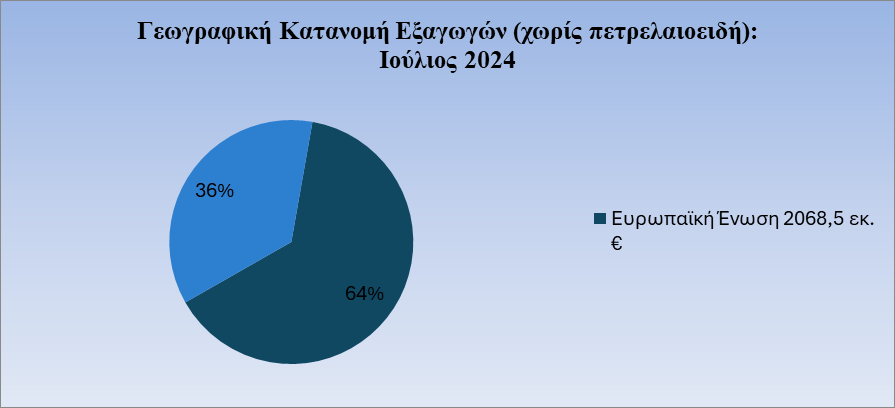 Γεωγραφική Κατανομή Εξαγωγών (χωρίς πετρελαιοειδή):
Ιούλιος 2024
36%
64%
Ευρωπαϊκή Ένωση 2068,5 εκ.
€